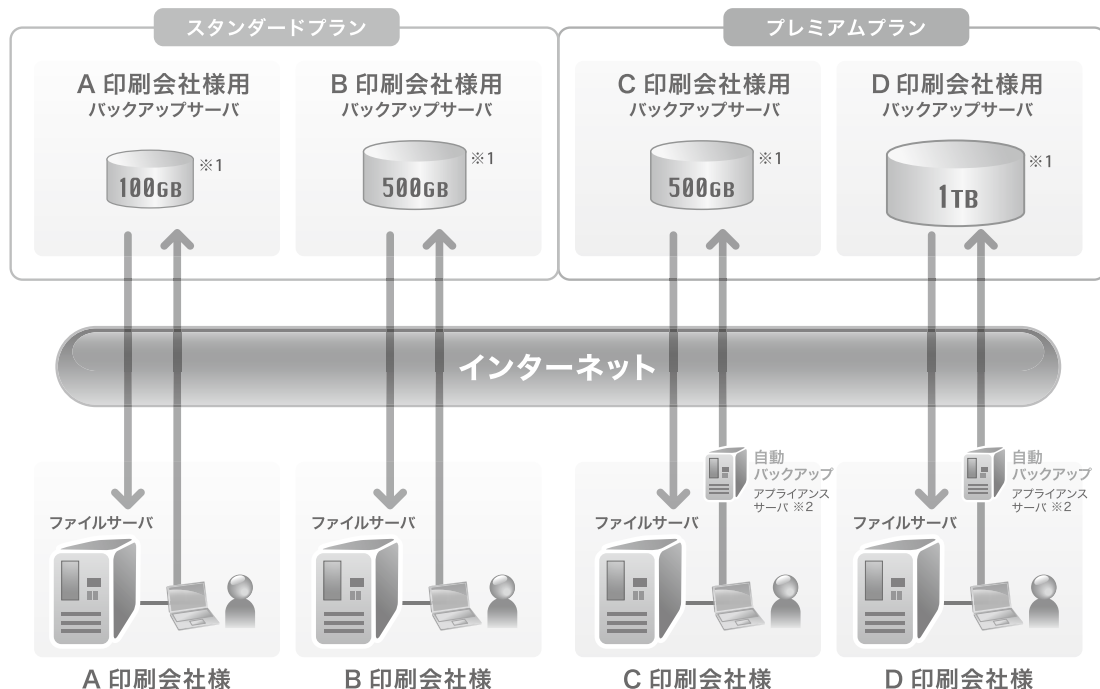 スタンダードプラン
プレミアムプラン
A 印刷会社様用
バックアップサーバ
100GB
※1
B 印刷会社様用
バックアップサーバ
500GB
※1
C 印刷会社様用
バックアップサーバ
500GB
※1
D 印刷会社様用
バックアップサーバ
1TB
※1
インターネット
ファイルサーバ
A 印刷会社様
ファイルサーバ
B 印刷会社様
自動
バックアップ
アプライアンス
サーバ ※2
ファイルサーバ
C 印刷会社様
自動
バックアップ
アプライアンス
サーバ ※2
ファイルサーバ
D 印刷会社様